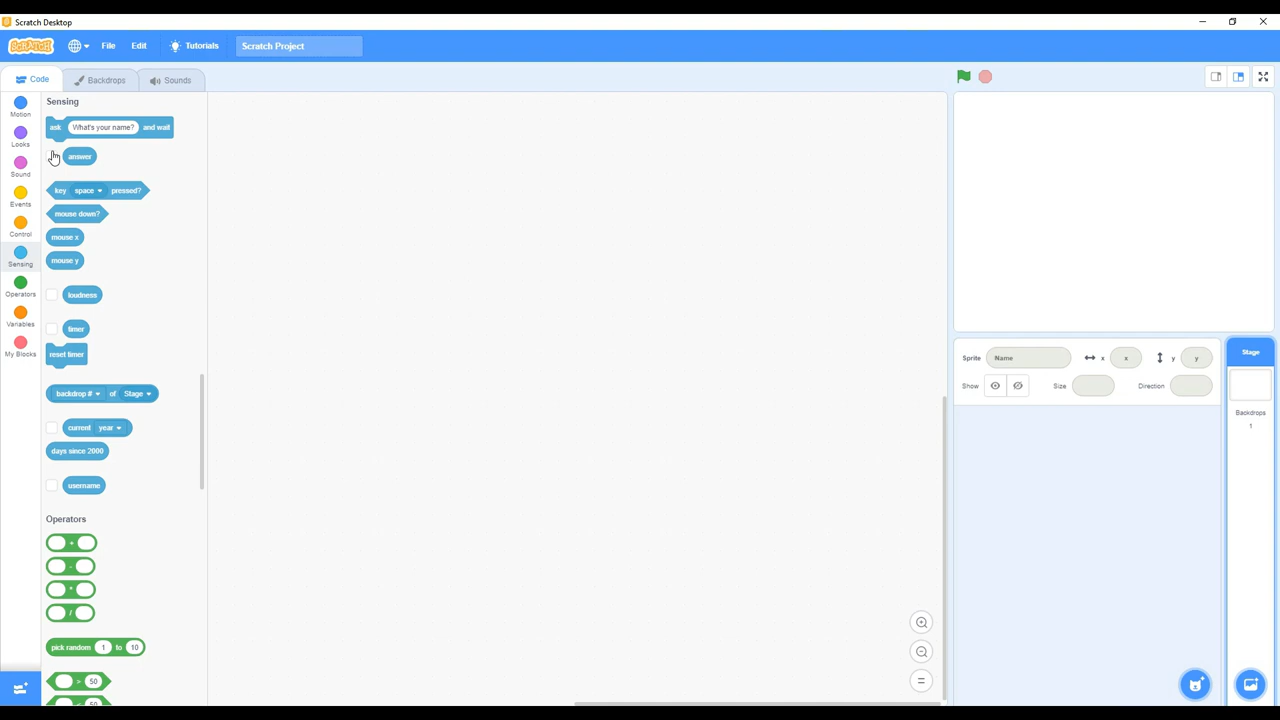 Scratch Desktop
SCRATCH File Edit Tutorials Scratch Project
Code Backdrops Sounds
Motion
Looks
Sound
Events
Control
Sensing
Operators
Variables
My Blocks
Sensing
ask What's your name? and wait
answer
key space pressed?
mouse down?
mouse x
mouse y
loudness
timer
reset timer
backdrop # of Stage
current year
days since 2000
username
Operators
+
-
*
/
pick random 1 to 10
> 50
< 50
Sprite Name x x y y
Show Size Direction
Stage
Backdrops
1